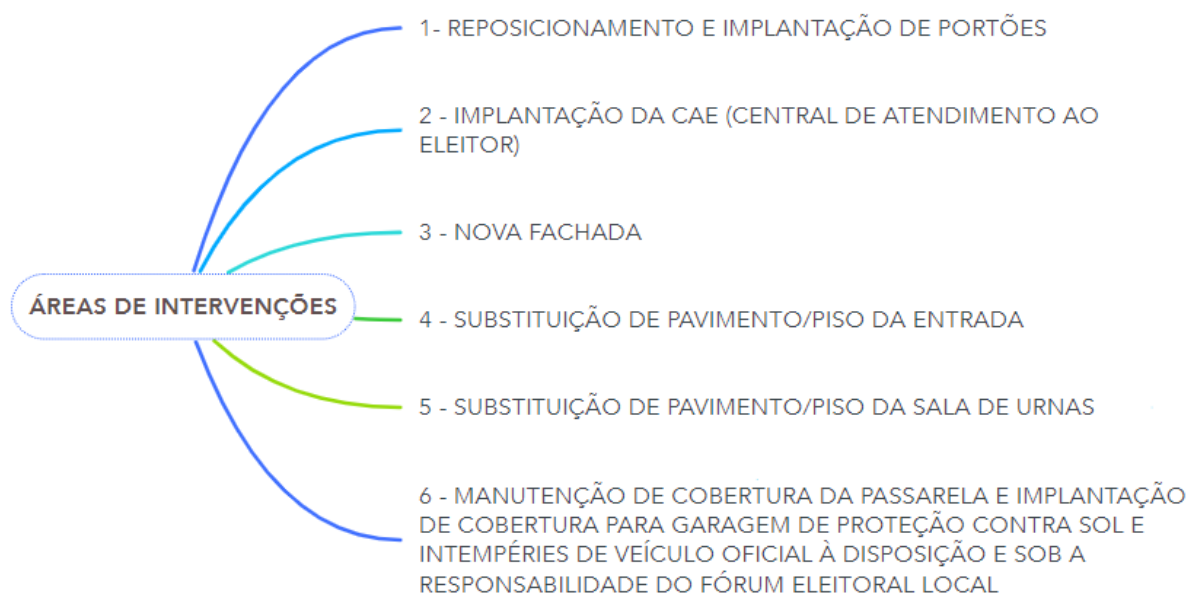 1- REPOSICIONAMENTO E IMPLANTAÇÃO DE PORTÕES
2 - IMPLANTAÇÃO DA CAE (CENTRAL DE ATENDIMENTO AO
ELEITOR)
3 - NOVA FACHADA
ÁREAS DE INTERVENÇÕES
4 - SUBSTITUIÇÃO DE PAVIMENTO/PISO DA ENTRADA
5 - SUBSTITUIÇÃO DE PAVIMENTO/PISO DA SALA DE URNAS
6 - MANUTENÇÃO DE COBERTURA DA PASSARELA E IMPLANTAÇÃO
DE COBERTURA PARA GARAGEM DE PROTEÇÃO CONTRA SOL E
INTEMPÉRIES DE VEÍCULO OFICIAL À DISPOSIÇÃO E SOB A
RESPONSABILIDADE DO FÓRUM ELEITORAL LOCAL